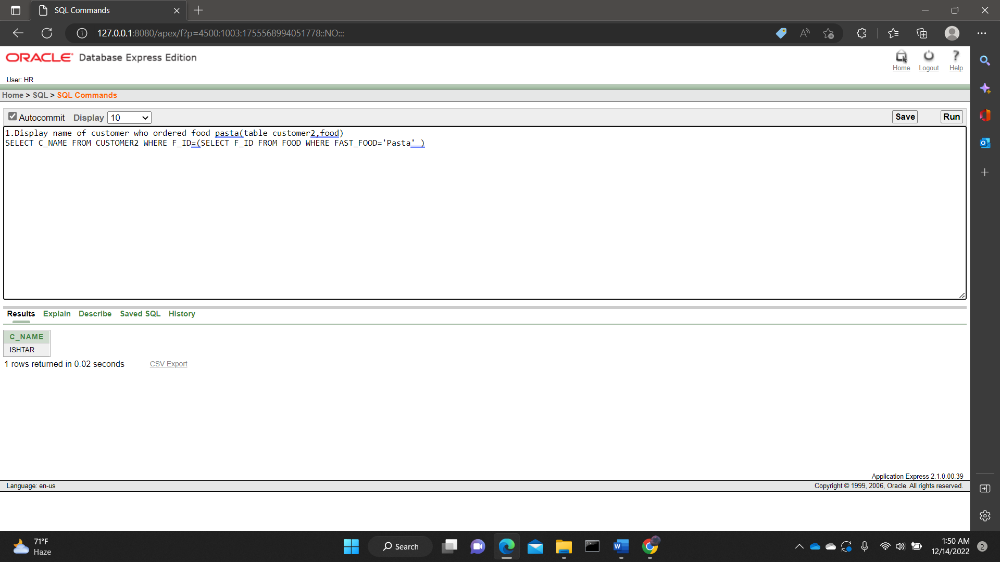 SQL Commands
127.0.0.1:8080/apex/f?p=4500:1003:1755568994051778::NO:::
ORACLE Database Express Edition
Home Logout Help
User: HR
Home > SQL > SQL Commands
Autocommit Display 10 Save Run
1.Display name of customer who ordered food pasta(table customer2,food)
SELECT C_NAME FROM CUSTOMER2 WHERE F_ID=(SELECT F_ID FROM FOOD WHERE FAST_FOOD='Pasta' )
Results Explain Describe Saved SQL History
C_NAME
ISHTAR
1 rows returned in 0.02 seconds CSV Export
Application Express 2.1.0.00.39
Language: en-us Copyright © 1999, 2006, Oracle. All rights reserved.
71°F
Haze
Search
1:50 AM
12/14/2022
2